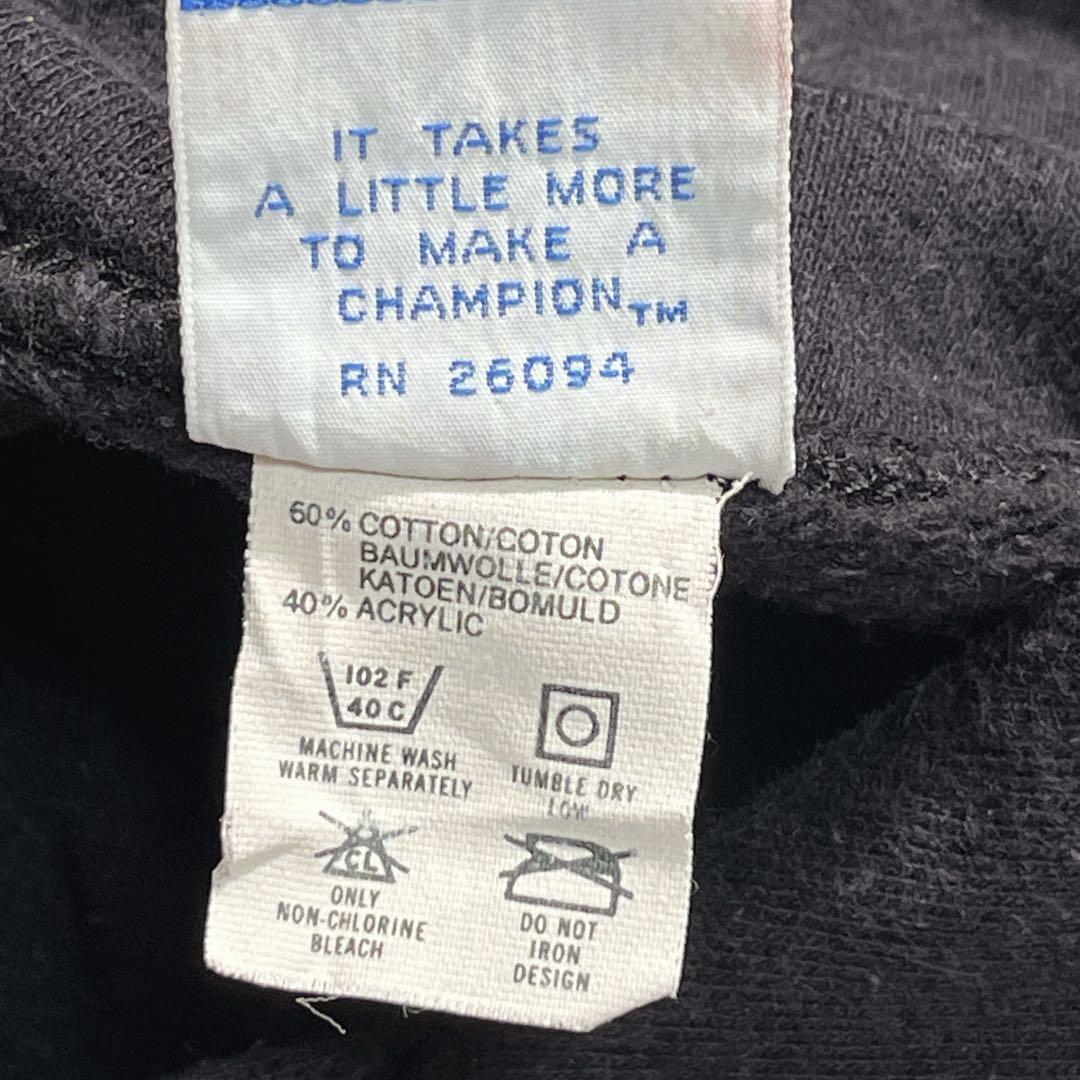 IT TAKES
A LITTLE MORE
TO MAKE A
CHAMPION TM
RN 26094
60% COTTON/COTON
BAUMWOLLE/COTONE
KATOEN/BOMULD
40% ACRYLIC
102 F
40 C
MACHINE WASH
WARM SEPARATELY
TUMBLE DRY
LOW
CL
ONLY
NON-CHLORINE
BLEACH
DO NOT
IRON
DESIGN